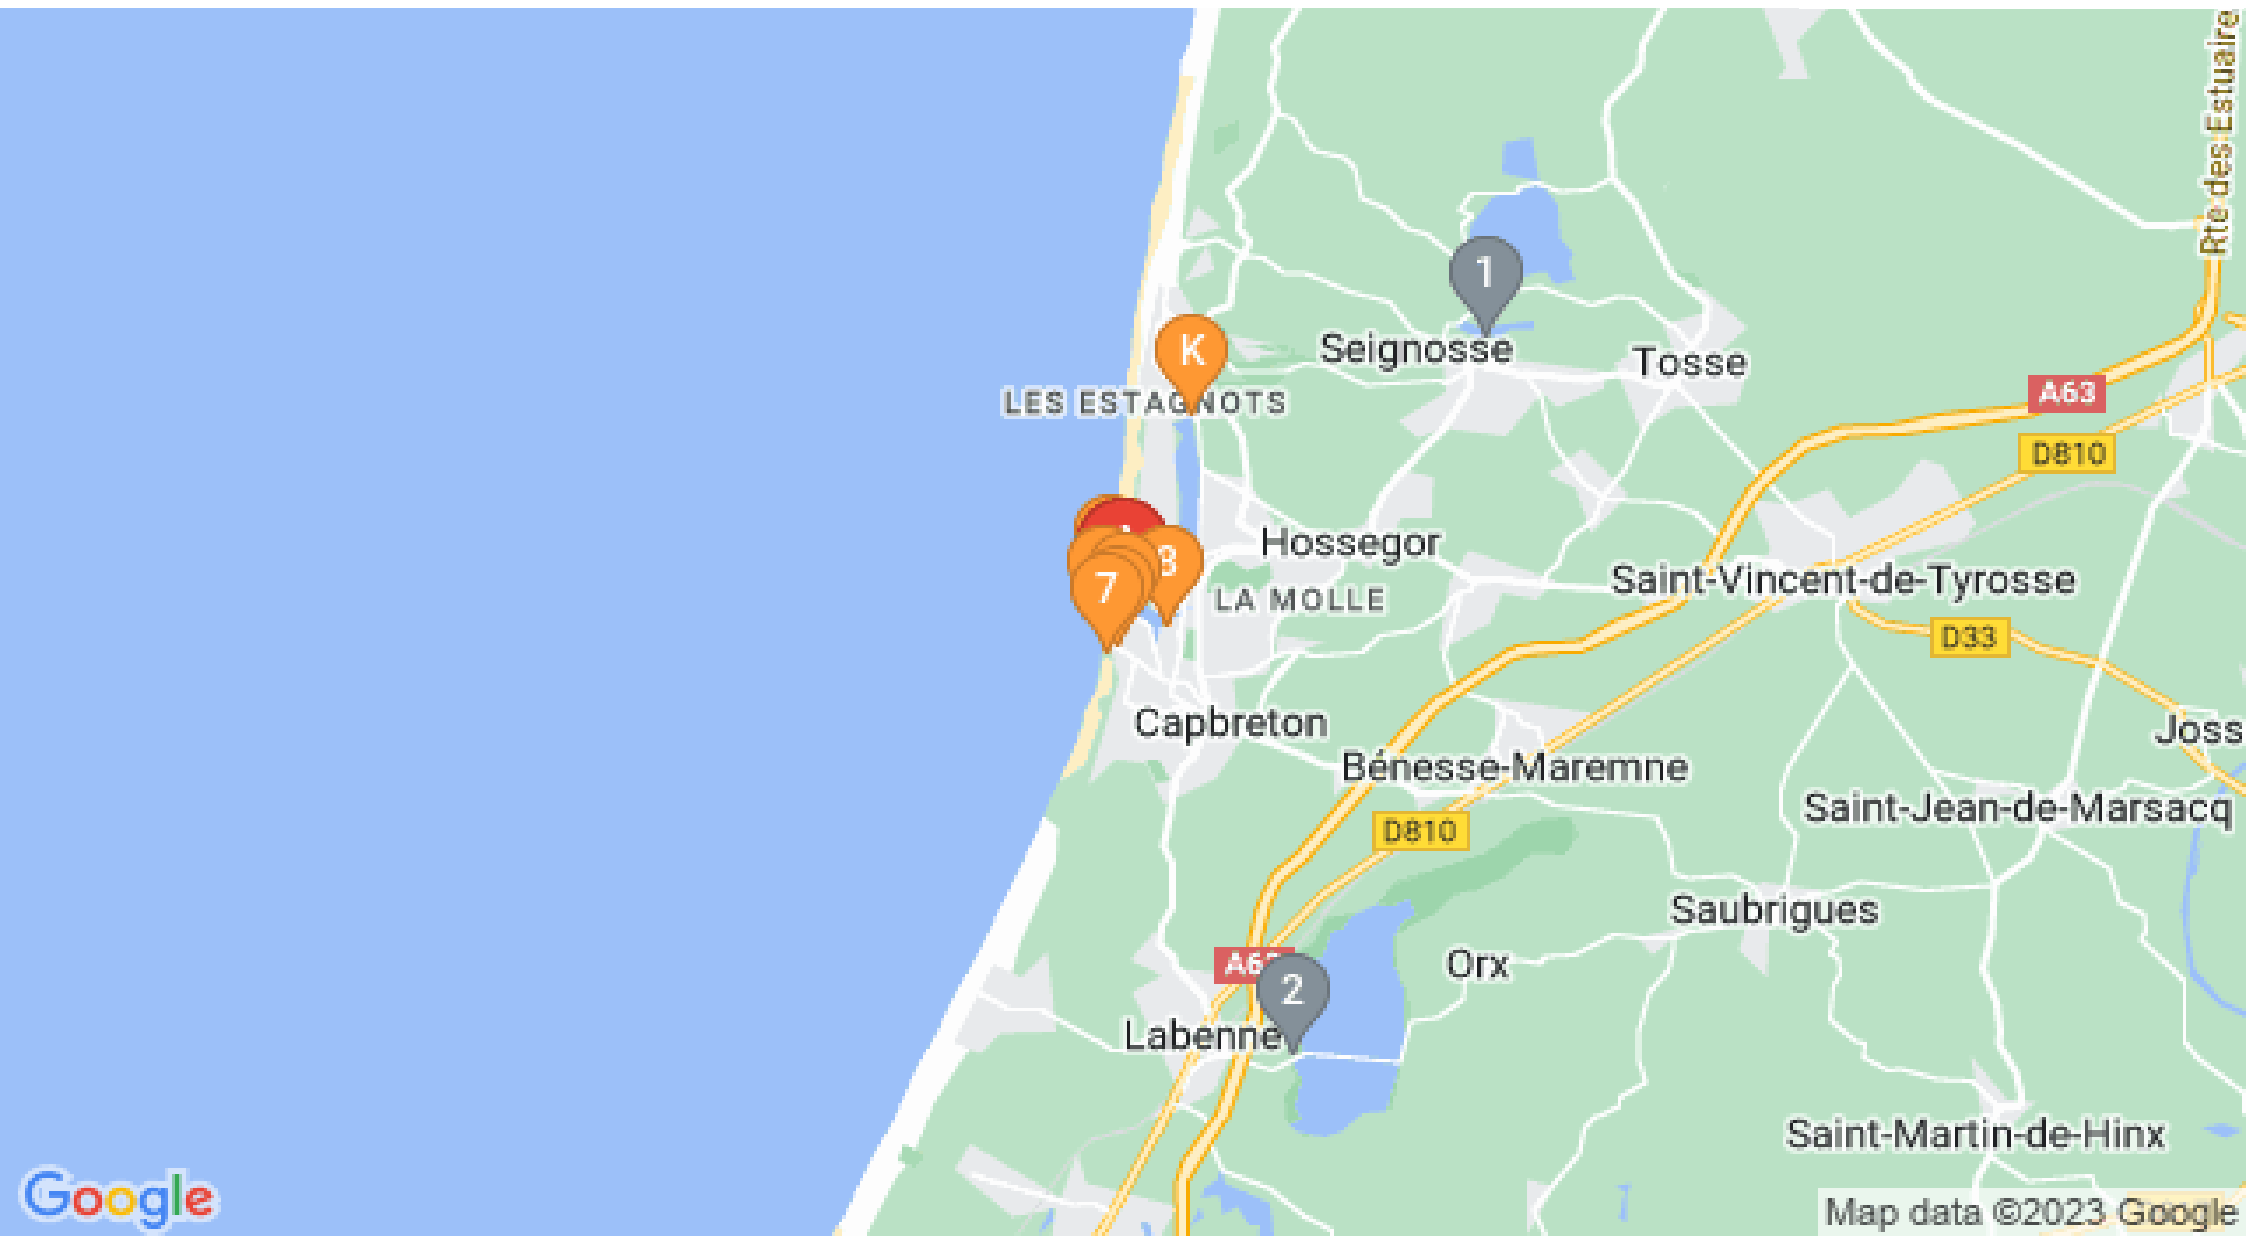 Rte des Estuaire
1
K
Seignosse
Tosse
LES ESTAGNOTS
A63
D810
Hossegor
8
7
LA MOLLE
Saint-Vincent-de-Tyrosse
D33
Capbreton
Joss
Bénesse-Maremne
Saint-Jean-de-Marsacq
D810
Saubrigues
A63
Orx
2
Labenne
Saint-Martin-de-Hinx
Google
Map data ©2023 Google